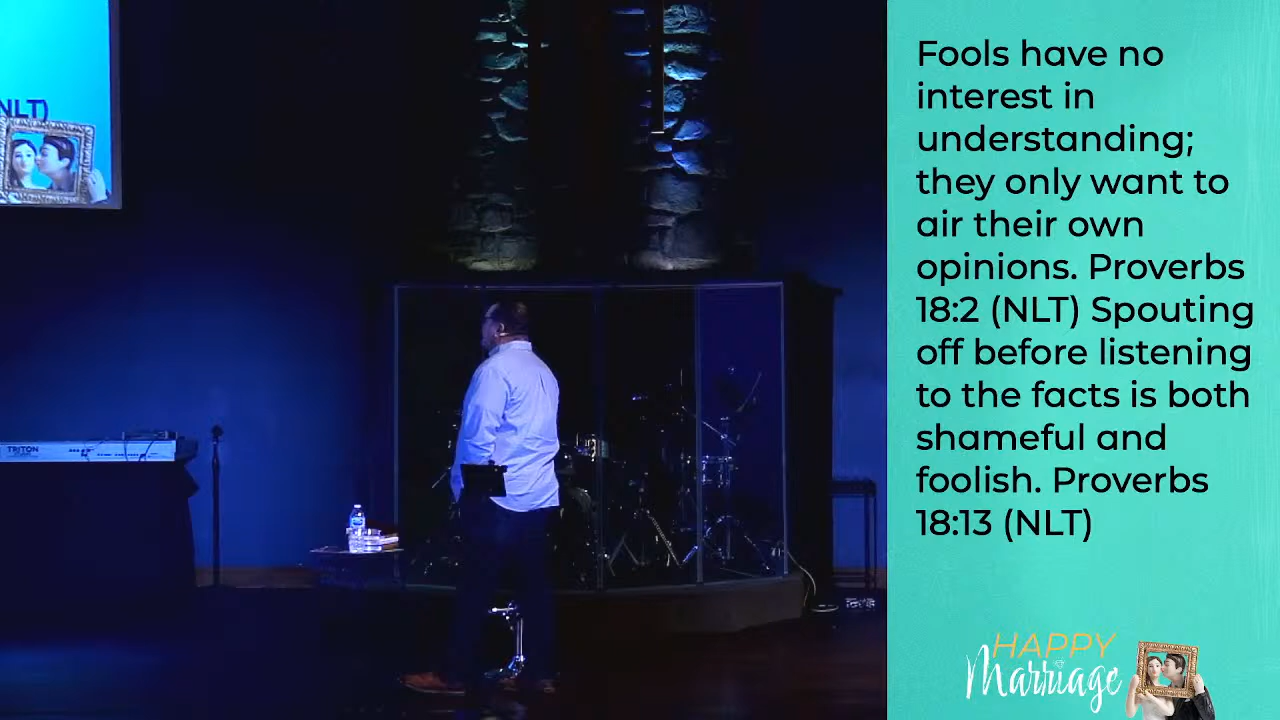 NLT)
TRITON
Fools have no
interest in
understanding;
they only want to
air their own
opinions. Proverbs
18:2 (NLT) Spouting
off before listening
to the facts is both
shameful and
foolish. Proverbs
18:13 (NLT)
HAPPY
Marriage